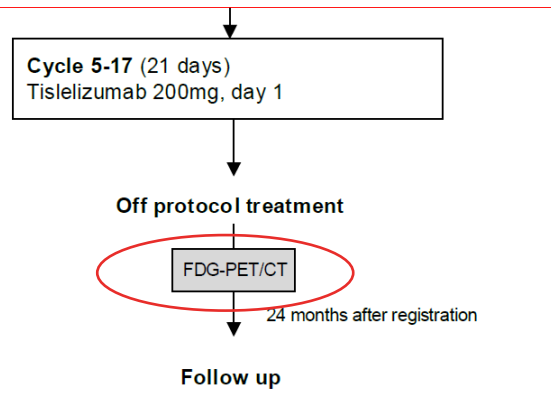 Cycle 5-17 (21 days)
Tislelizumab 200mg, day 1
Off protocol treatment
FDG-PET/CT
24 months after registration
Follow up